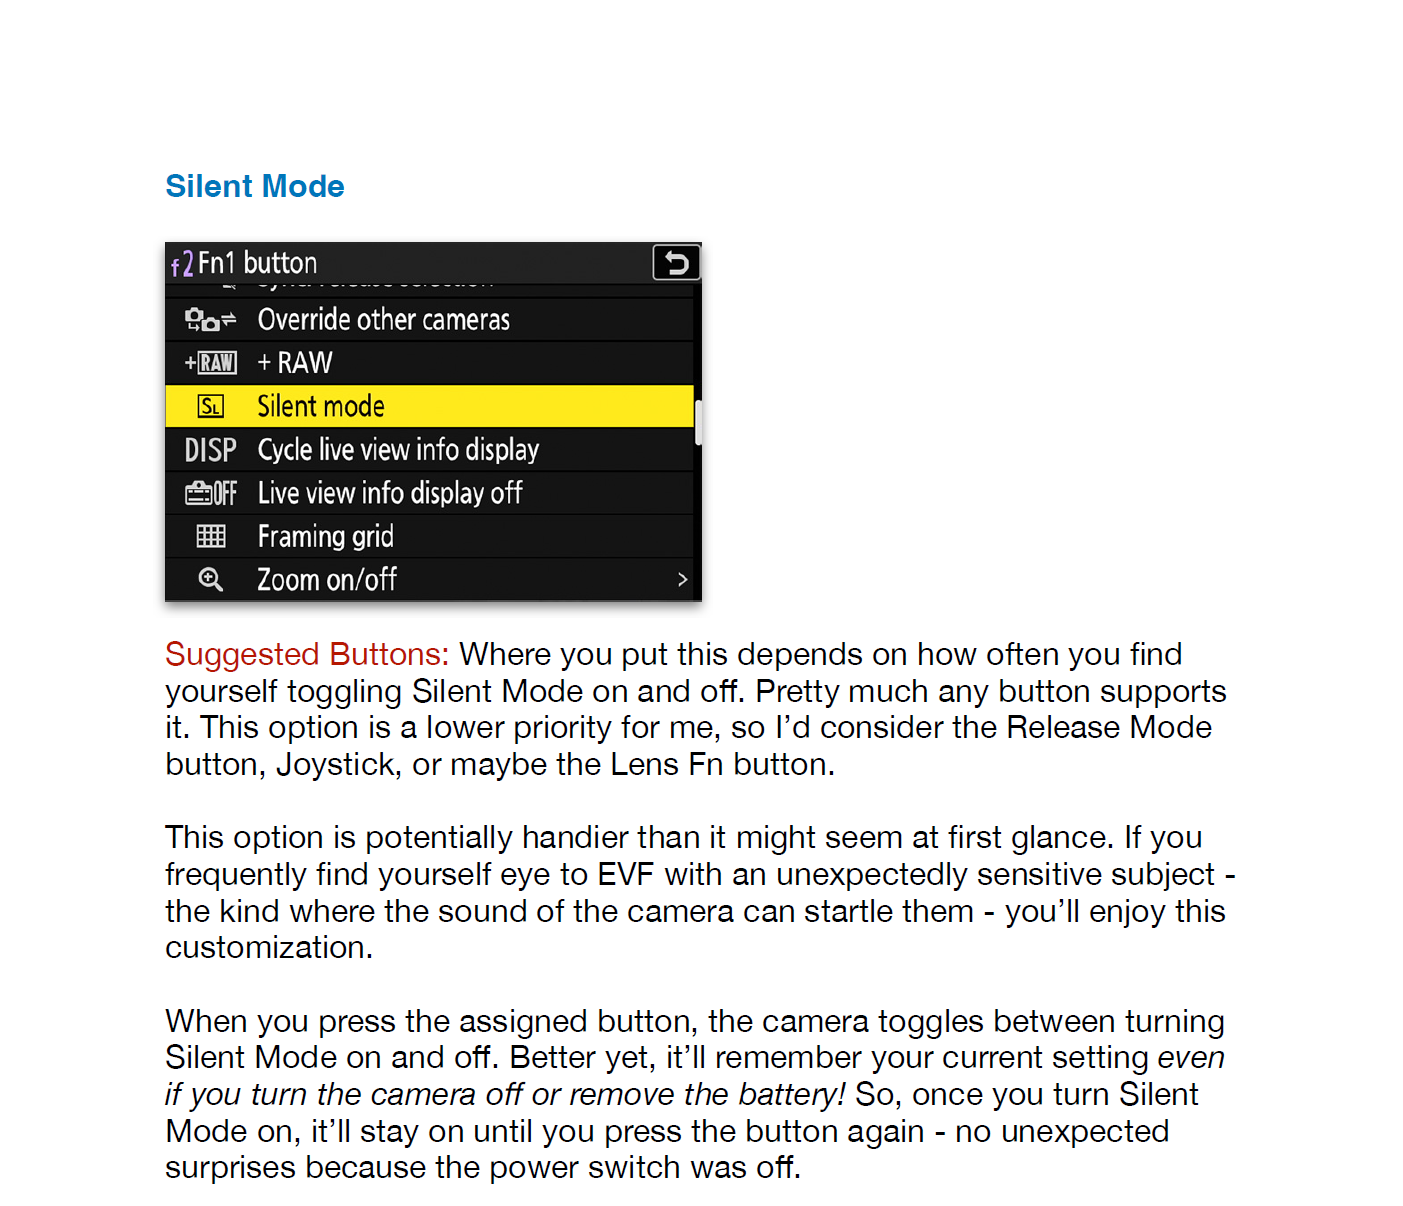 Silent Mode
f2 Fn1 button
Override other cameras
+RAW + RAW
SL Silent mode
DISP Cycle live view info display
OFF Live view info display off
Framing grid
Zoom on/off >
Suggested Buttons: Where you put this depends on how often you find
yourself toggling Silent Mode on and off. Pretty much any button supports
it. This option is a lower priority for me, so I’d consider the Release Mode
button, Joystick, or maybe the Lens Fn button.
This option is potentially handier than it might seem at first glance. If you
frequently find yourself eye to EVF with an unexpectedly sensitive subject -
the kind where the sound of the camera can startle them - you’ll enjoy this
customization.
When you press the assigned button, the camera toggles between turning
Silent Mode on and off. Better yet, it’ll remember your current setting even
if you turn the camera off or remove the battery! So, once you turn Silent
Mode on, it’ll stay on until you press the button again - no unexpected
surprises because the power switch was off.